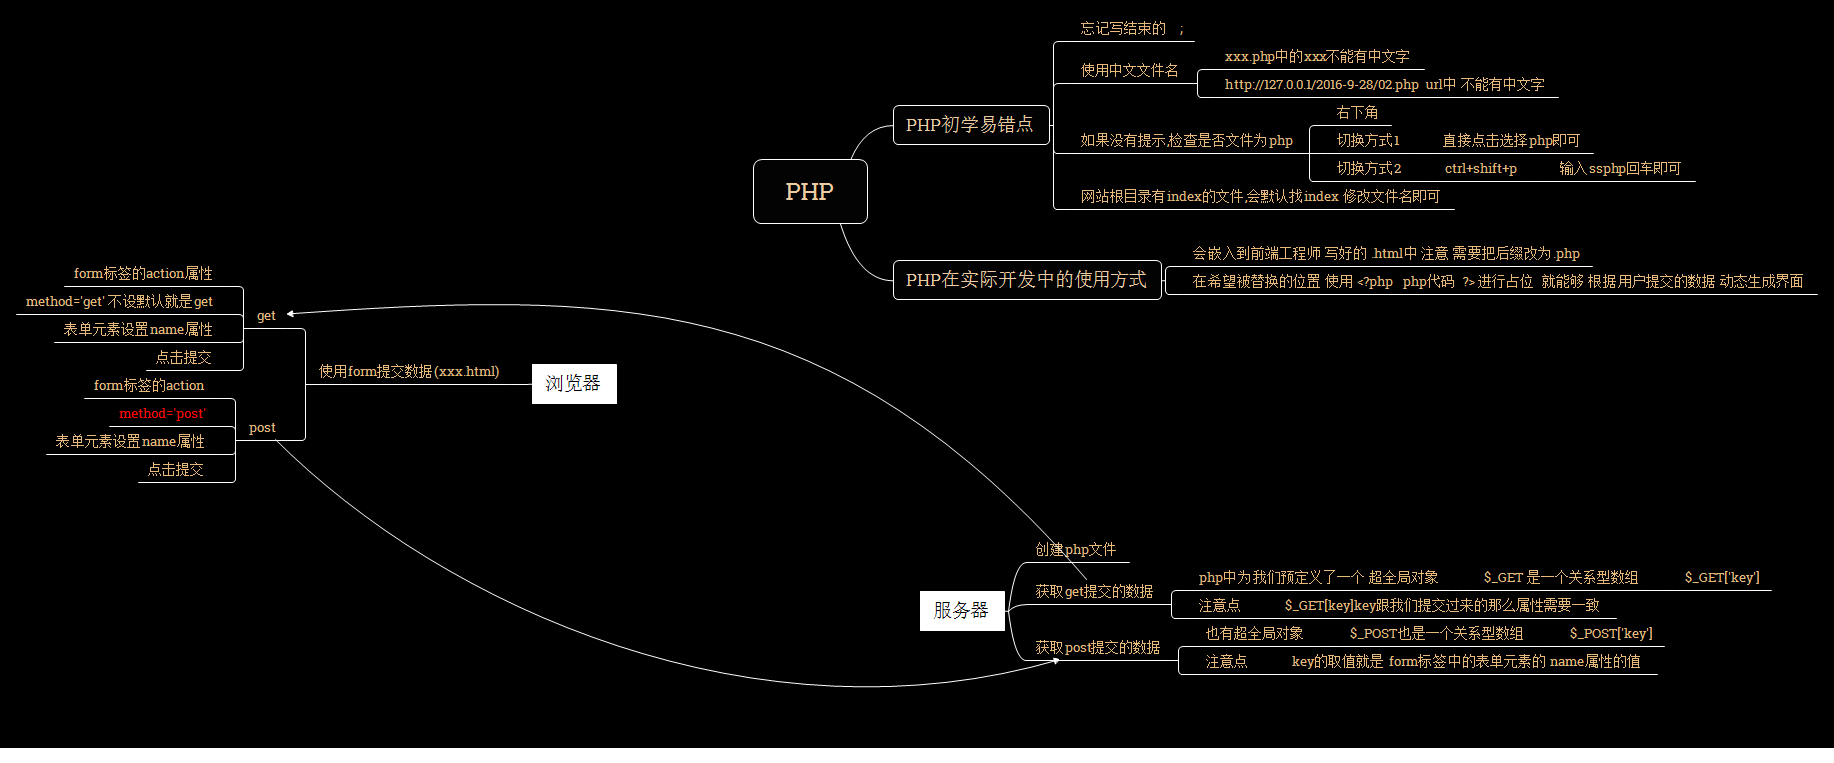 PHP
PHP初学易错点
忘记写结束的 ;
使用中文文件名
xxx.php中的xxx不能有中文字
http://127.0.0.1/2016-9-28/02.php url中 不能有中文字
如果没有提示,检查是否文件为php
右下角
切换方式1 直接点击选择php即可
切换方式2 ctrl+shift+p 输入ssphp回车即可
网站根目录有index的文件,会默认找index 修改文件名即可
PHP在实际开发中的使用方式
会嵌入到前端工程师 写好的 .html中 注意 需要把后缀改为.php
在希望被替换的位置 使用 <?php php代码 ?> 进行占位 就能够 根据用户提交的数据 动态生成界面
浏览器
使用form提交数据(xxx.html)
get
form标签的action属性
method='get' 不设默认就是get
表单元素设置name属性
点击提交
post
form标签的action
method='post'
表单元素设置name属性
点击提交
服务器
创建php文件
获取get提交的数据
php中为我们预定义了一个 超全局对象 $_GET 是一个关系型数组 $_GET['key']
注意点 $_GET[key]key跟我们提交过来的那么属性需要一致
获取post提交的数据
也有超全局对象 $_POST也是一个关系型数组 $_POST['key']
注意点 key的取值就是 form标签中的表单元素的 name属性的值